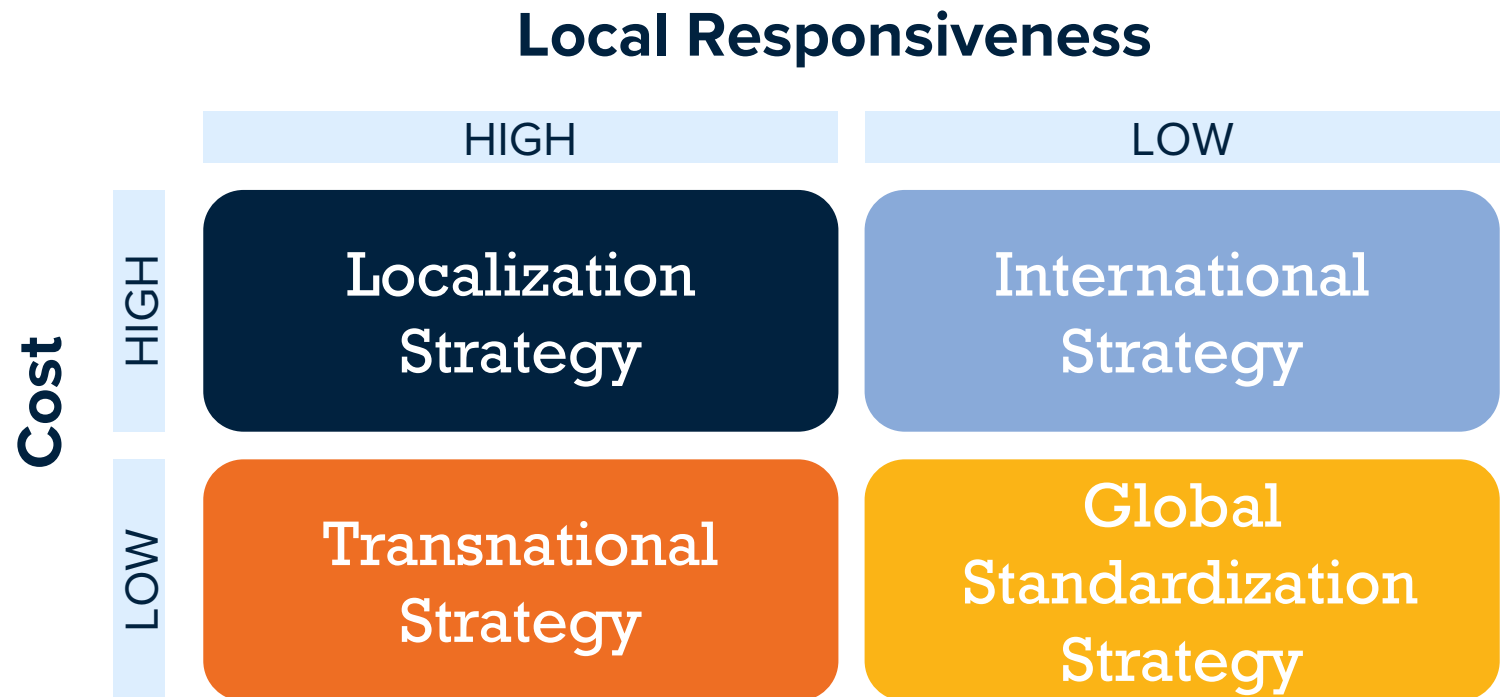 Local Responsiveness
HIGH
LOW
Cost
HIGH
Localization
Strategy
International
Strategy
LOW
Transnational
Strategy
Global
Standardization
Strategy